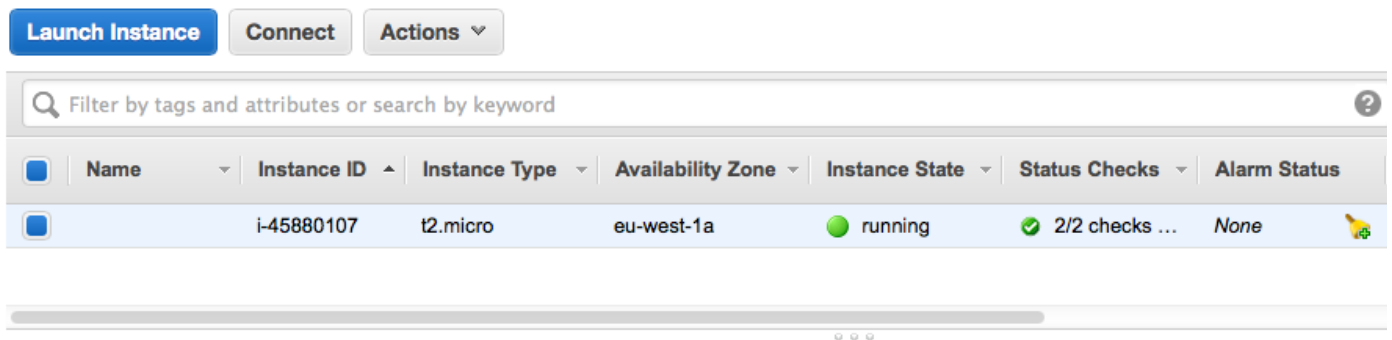 Launch Instance Connect Actions
Filter by tags and attributes or search by keyword
Name Instance ID Instance Type Availability Zone Instance State Status Checks Alarm Status
i-45880107 t2.micro eu-west-1a running 2/2 checks ... None